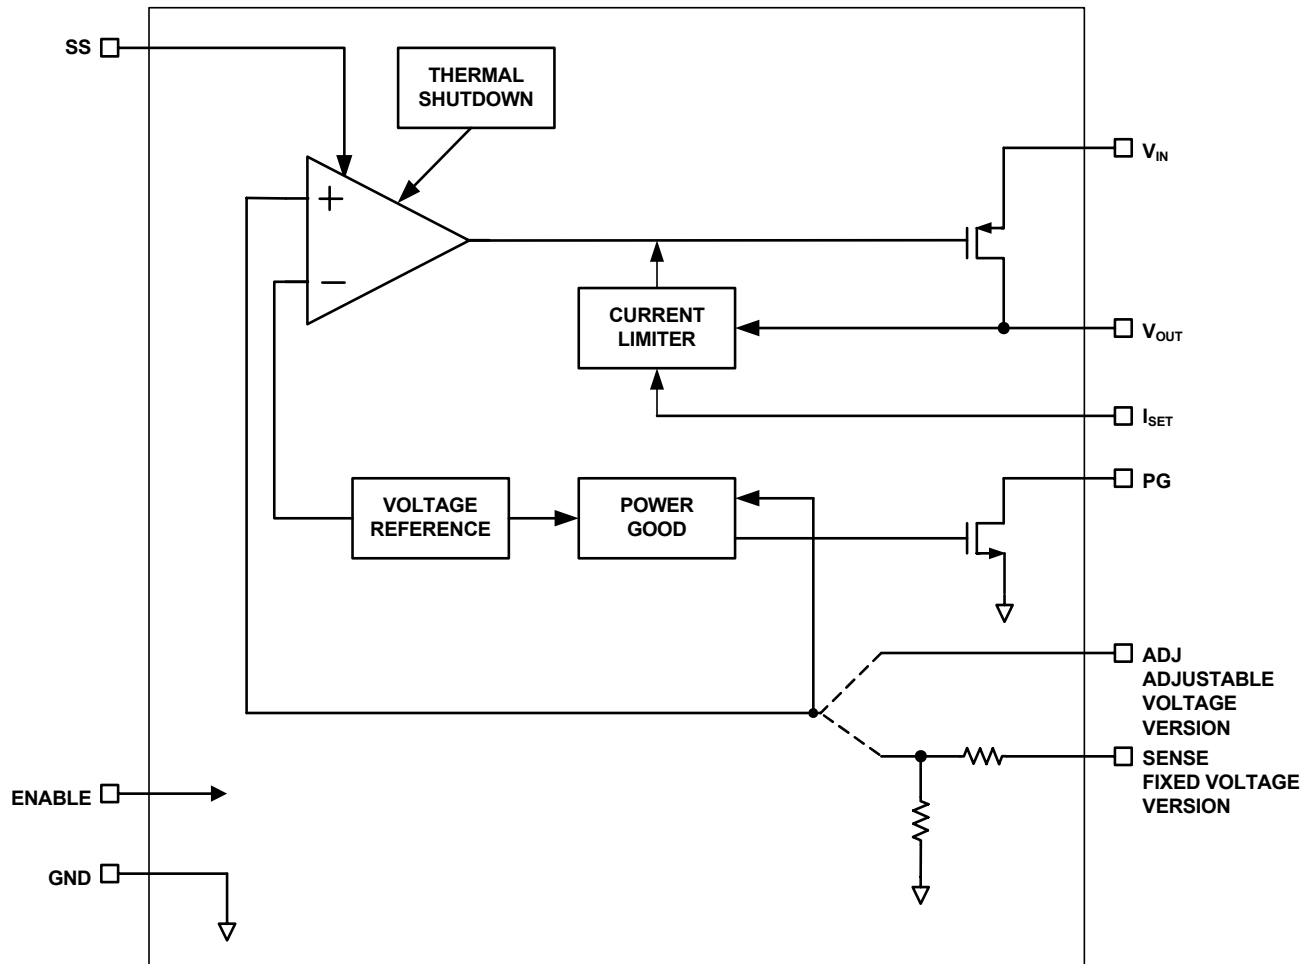 SS
THERMAL
SHUTDOWN
V_IN
+
−
CURRENT
LIMITER
V_OUT
I_SET
VOLTAGE
REFERENCE
POWER
GOOD
PG
ADJ
ADJUSTABLE
VOLTAGE
VERSION
SENSE
FIXED VOLTAGE
VERSION
ENABLE
GND